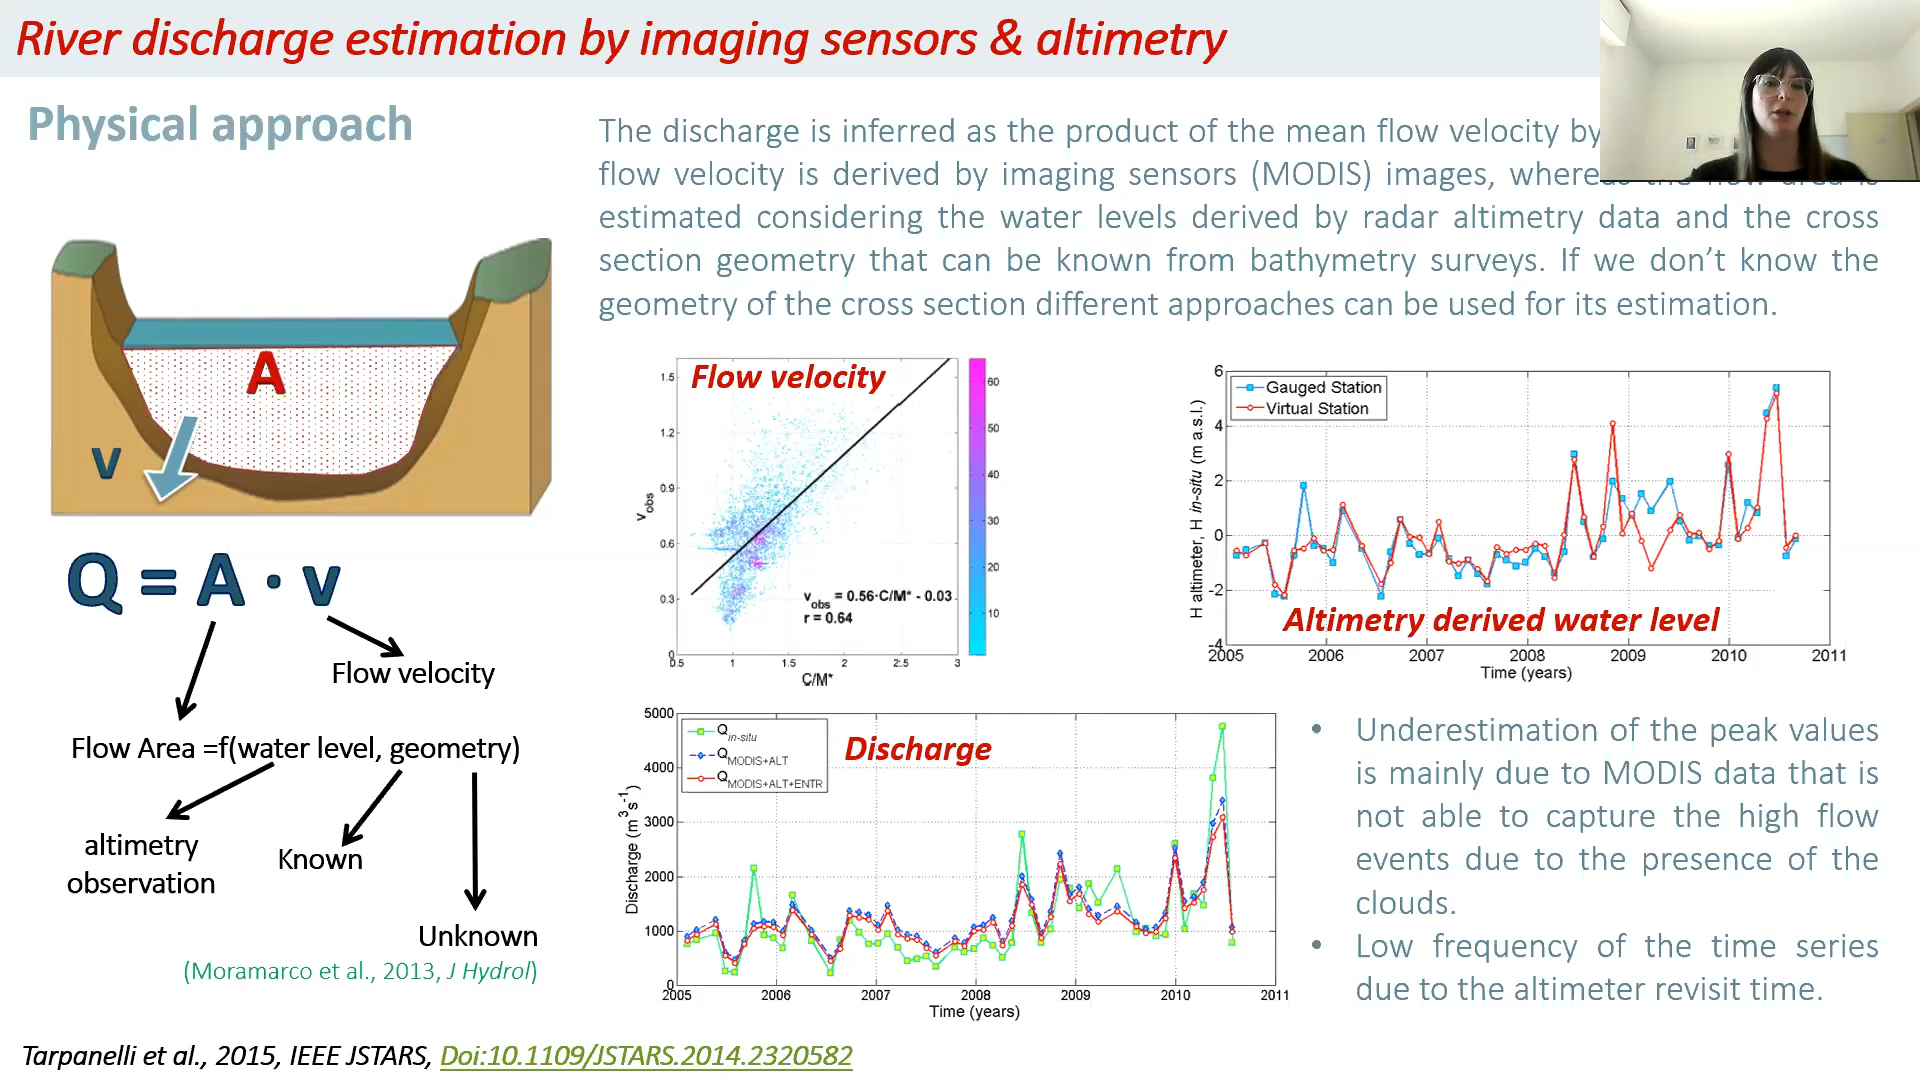 River discharge estimation by imaging sensors & altimetry
Physical approach
The discharge is inferred as the product of the mean flow velocity by
flow velocity is derived by imaging sensors (MODIS) images, whereas the flow area is
estimated considering the water levels derived by radar altimetry data and the cross
section geometry that can be known from bathymetry surveys. If we don't know the
geometry of the cross section different approaches can be used for its estimation.
A
v
Q = A · v
Flow velocity
Flow Area =f(water level, geometry)
altimetry
observation
Known
Unknown
(Moramarco et al., 2013, J Hydrol)
Flow velocity
1.5
1.2
0.9
0.6
0.3
0
v_obs
0.5 1 1.5 2 2.5 3
C/M*
v_obs = 0.56·C/M* - 0.03
r = 0.64
60
50
40
30
20
10
Gauged Station
Virtual Station
6
4
2
0
-2
-4
H altimeter, H in-situ (m a.s.l.)
Altimetry derived water level
2005 2006 2007 2008 2009 2010 2011
Time (years)
Q in-situ
Q MODIS+ALT
Q MODIS+ALT+ENTR
Discharge
5000
4000
3000
2000
1000
0
Discharge (m³s⁻¹)
2005 2006 2007 2008 2009 2010 2011
Time (years)
• Underestimation of the peak values
is mainly due to MODIS data that is
not able to capture the high flow
events due to the presence of the
clouds.
• Low frequency of the time series
due to the altimeter revisit time.
Tarpanelli et al., 2015, IEEE JSTARS, Doi:10.1109/JSTARS.2014.2320582